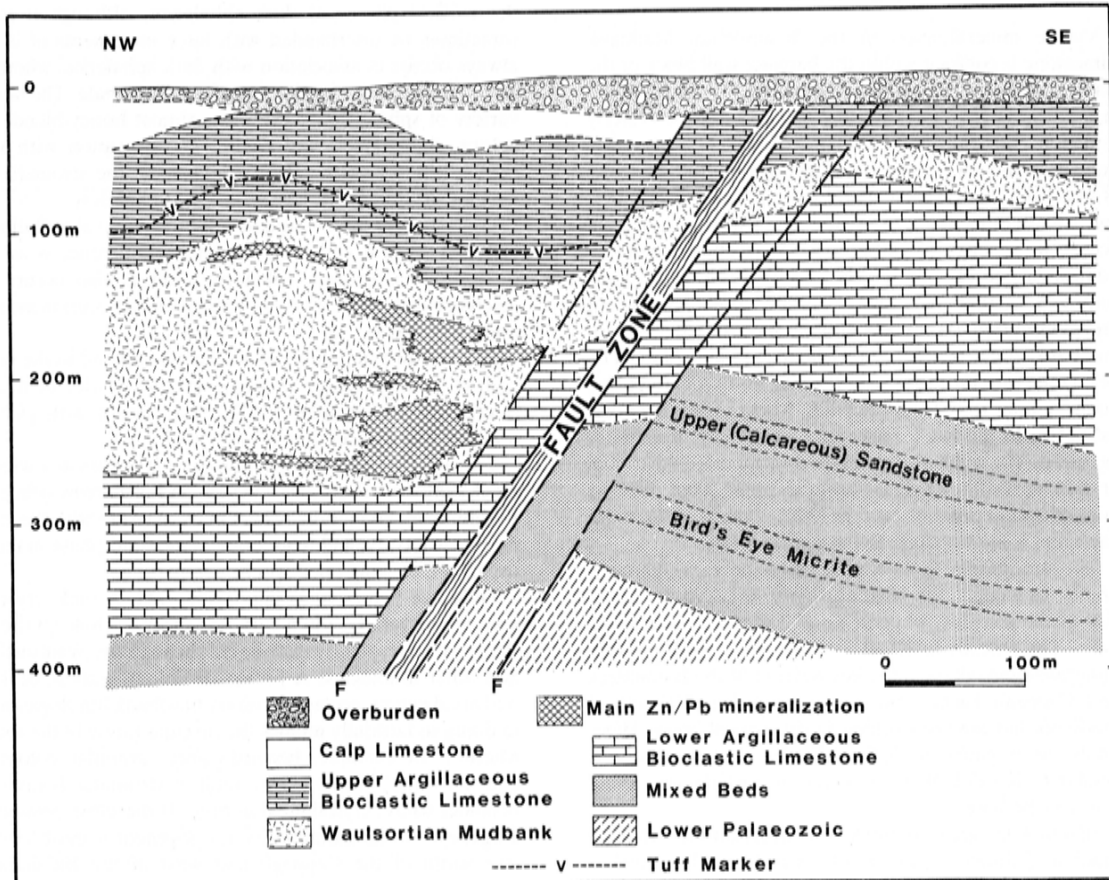 NW
SE
0
100m
200m
300m
400m
V V V V V V V
FAULT ZONE
Upper (Calcareous) Sandstone
Bird's Eye Micrite
F
F
0 100m
Overburden
Main Zn/Pb mineralization
Calp Limestone
Lower Argillaceous
Bioclastic Limestone
Upper Argillaceous
Bioclastic Limestone
Mixed Beds
Waulsortian Mudbank
Lower Palaeozoic
V Tuff Marker